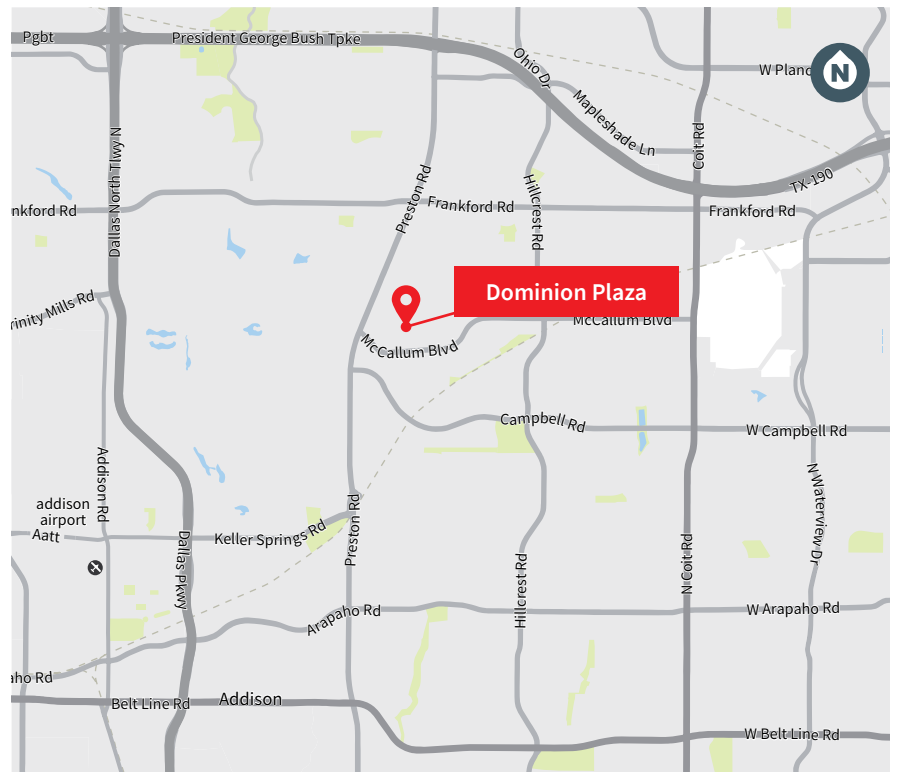 Pgbt
President George Bush Tpke
Ohio Dr
W Plano
N
Mapleshade Ln
Coit Rd
Dallas North Tlwy N
TX-190
Preston Rd
Hillcrest Rd
nkford Rd
Frankford Rd
Frankford Rd
Dominion Plaza
rinity Mills Rd
McCallum Blvd
McCallum Blvd
Campbell Rd
W Campbell Rd
Addison Rd
N Waterview Dr
addison
airport
Aatt
Keller Springs Rd
Preston Rd
Dallas Pkwy
Hillcrest Rd
N Coit Rd
Arapaho Rd
W Arapaho Rd
aho Rd
Belt Line Rd
Addison
W Belt Line Rd